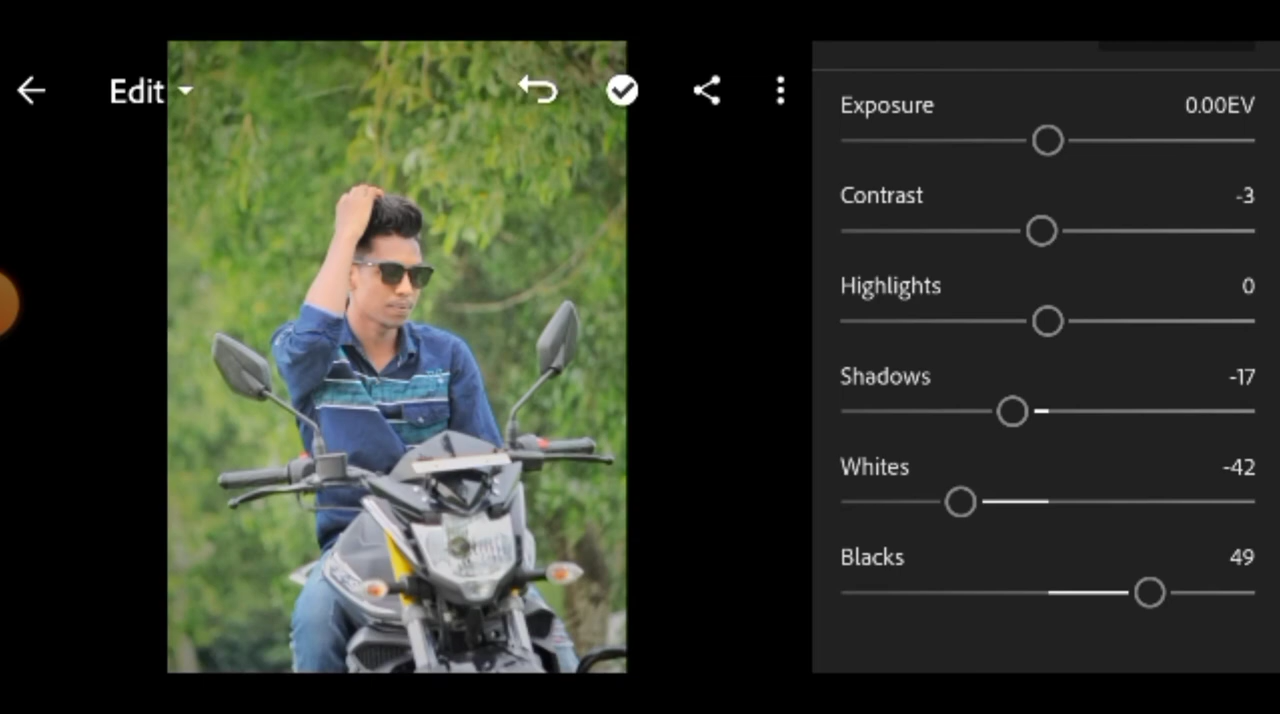 Edit
Exposure 0.00EV
Contrast -3
Highlights 0
Shadows -17
Whites -42
Blacks 49